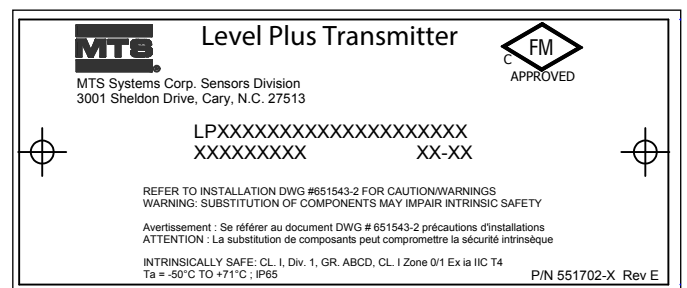 MTS
Level Plus Transmitter
FM
C
APPROVED
MTS Systems Corp. Sensors Division
3001 Sheldon Drive, Cary, N.C. 27513
LPXXXXXXXXXXXXXXXXXXXX
XXXXXXXXX XX-XX
REFER TO INSTALLATION DWG #651543-2 FOR CAUTION/WARNINGS
WARNING: SUBSTITUTION OF COMPONENTS MAY IMPAIR INTRINSIC SAFETY
Avertissement : Se référer au document DWG # 651543-2 précautions d'installations
ATTENTION : La substitution de composants peut compromettre la sécurité intrinsèque
INTRINSICALLY SAFE: CL. I, Div. 1, GR. ABCD, CL. I Zone 0/1 Ex ia IIC T4
Ta = -50°C TO +71°C ; IP65
P/N 551702-X Rev E